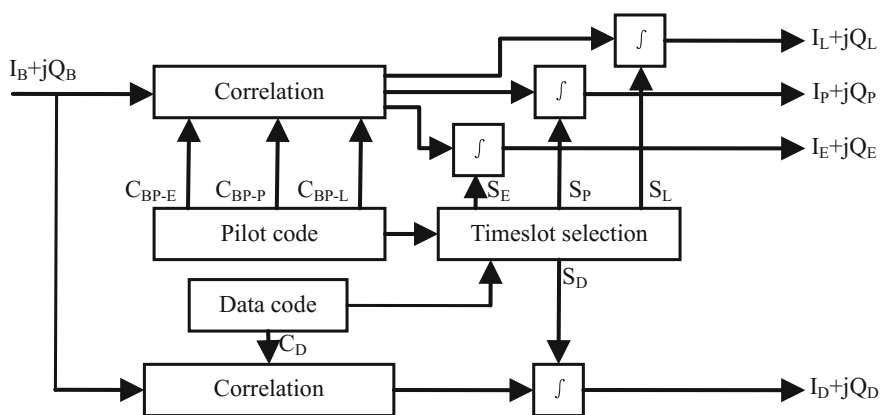 ∫
I_L+jQ_L
I_B+jQ_B
Correlation
∫
I_P+jQ_P
∫
I_E+jQ_E
C_BP-E
C_BP-P
C_BP-L
S_E
S_P
S_L
Pilot code
Timeslot selection
Data code
S_D
C_D
Correlation
∫
I_D+jQ_D